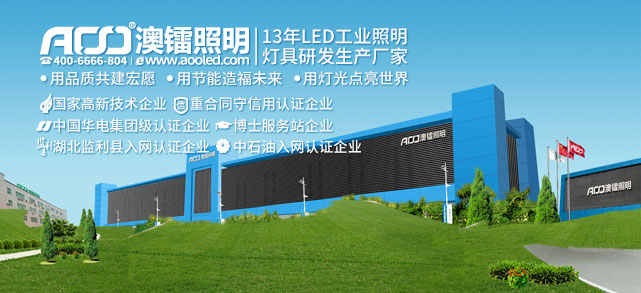 AOO® 澳镭照明
13年LED工业照明
灯具研发生产厂家
☎400-6666-804 | e www.aooled.com
•用品质共建宏愿 •用节能造福未来 •用灯光点亮世界
国家高新技术企业 重合同守信用认证企业
中国华电集团级认证企业 博士服务站企业
湖北监利县入网认证企业 中石油入网认证企业
AOO澳镭照明
AOO澳镭照明